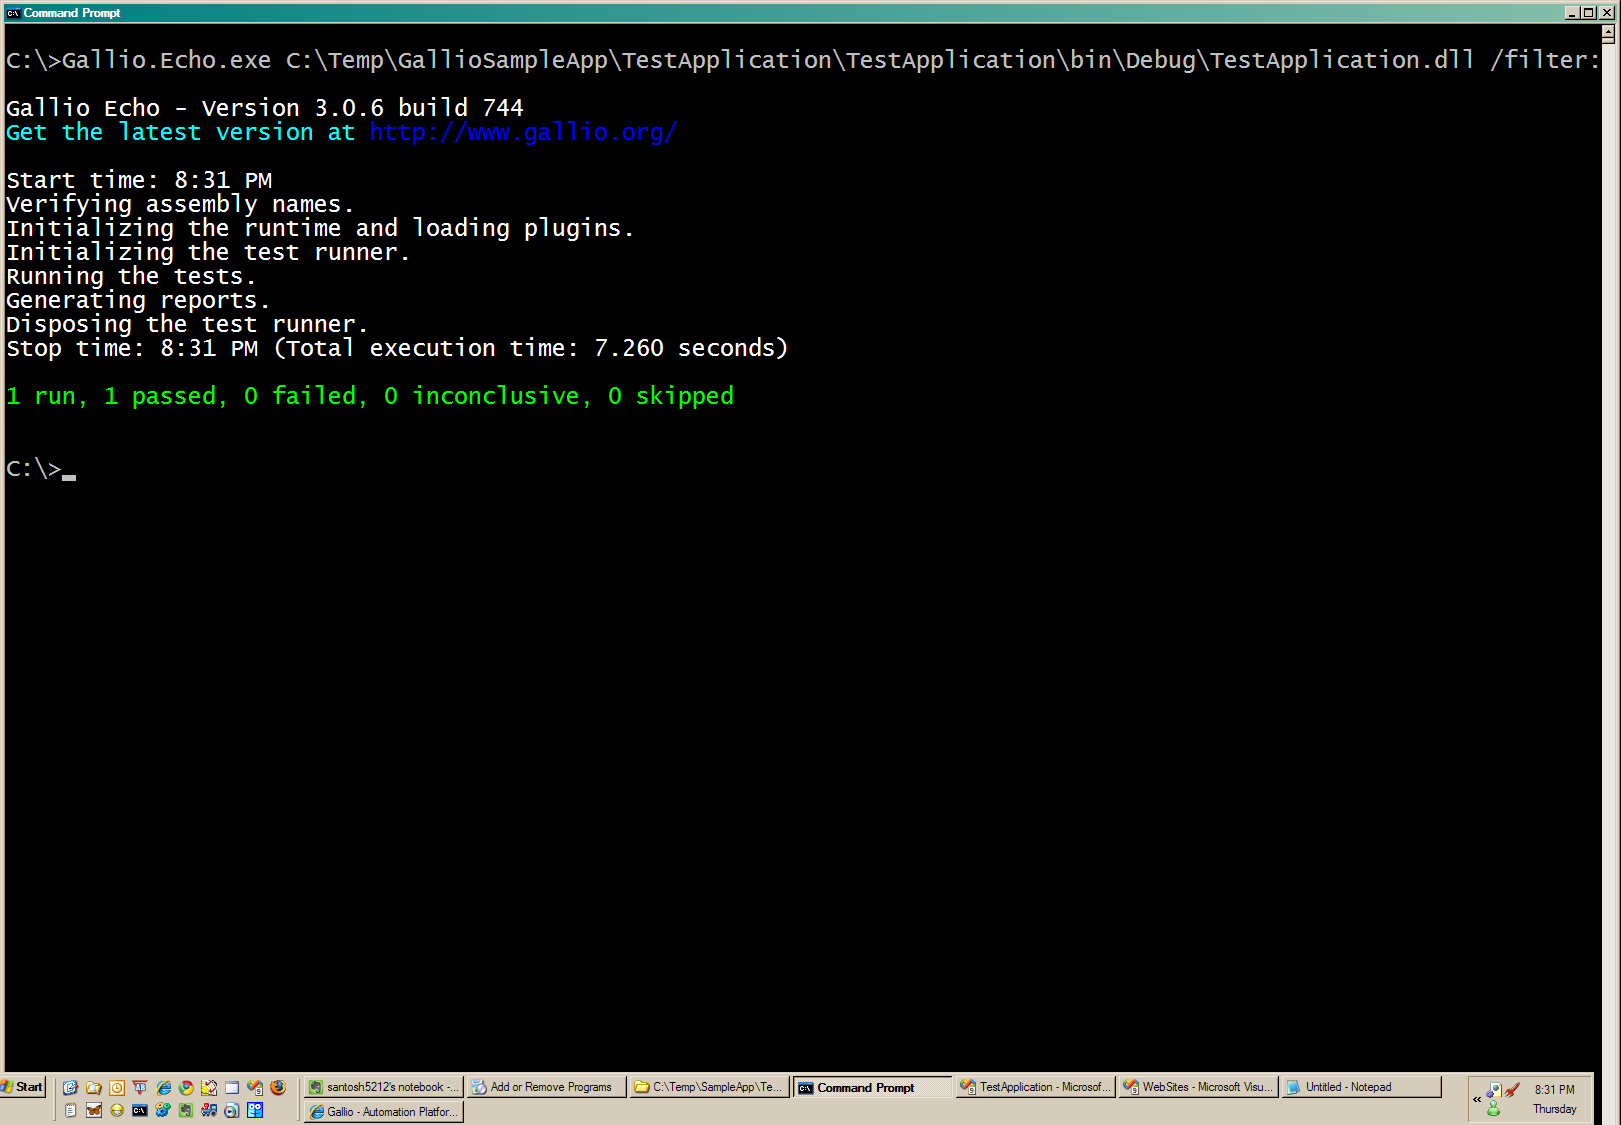 Command Prompt
C:\>Gallio.Echo.exe C:\Temp\GallioSampleApp\TestApplication\TestApplication\bin\Debug\TestApplication.dll /filter:
Gallio Echo - Version 3.0.6 build 744
Get the latest version at http://www.gallio.org/
Start time: 8:31 PM
Verifying assembly names.
Initializing the runtime and loading plugins.
Initializing the test runner.
Running the tests.
Generating reports.
Disposing the test runner.
Stop time: 8:31 PM (Total execution time: 7.260 seconds)
1 run, 1 passed, 0 failed, 0 inconclusive, 0 skipped
C:\>_
Start
santosh5212's notebook -...
Add or Remove Programs
C:\Temp\SampleApp\Te...
Command Prompt
TestApplication - Microsof...
WebSites - Microsoft Visu...
Untitled - Notepad
Gallio - Automation Platfor...
8:31 PM
Thursday